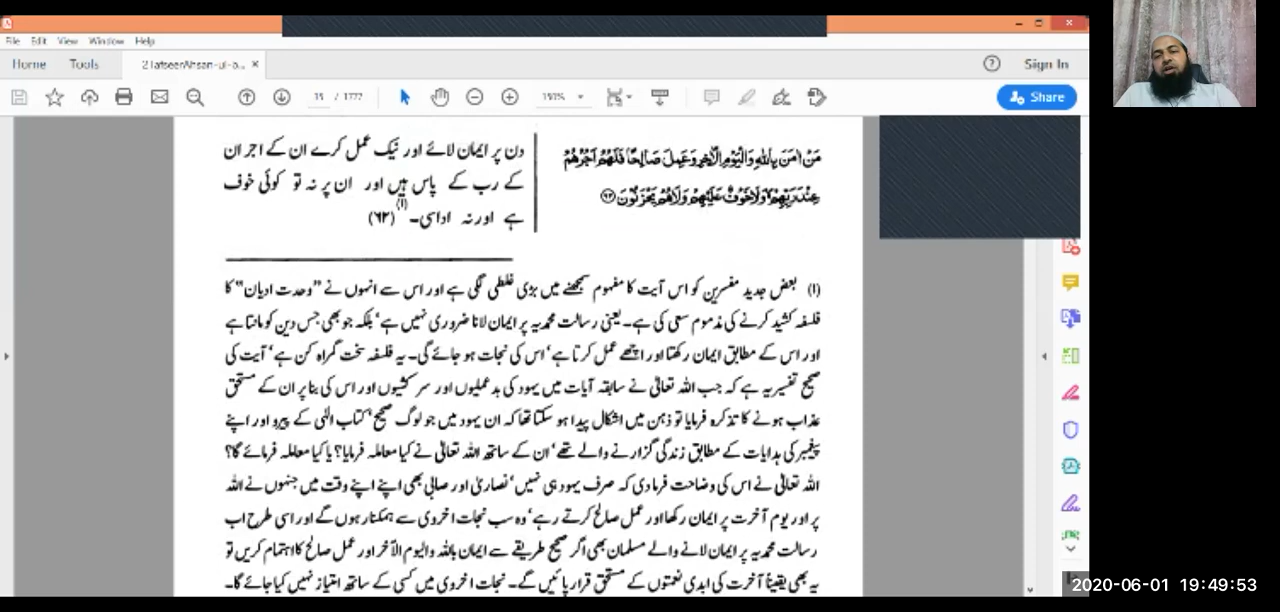 File Edit View Window Help
Home Tools 2TafseerAhsan-ul-b... × Sign In
15 / 1777 150% Share
مَنْ اٰمَنَ بِاللّٰهِ وَالْيَوْمِ الْاٰخِرِ وَعَمِلَ صَالِحًا فَلَهُمْ اَجْرُهُمْ
عِنْدَ رَبِّهِمْ وَلَا خَوْفٌ عَلَيْهِمْ وَلَا هُمْ يَحْزَنُوْنَ ۶۲
دن پر ایمان لائے اور نیک عمل کرے ان کے اجر ان
کے رب کے پاس ہیں اور ان پر نہ تو کوئی خوف
ہے اور نہ اداسی۔ (۱) (۶۲)
(۱) بعض جدید مفسرین کو اس آیت کا مفہوم سمجھنے میں بڑی غلطی لگی ہے اور اس سے انہوں نے "وحدت ادیان" کا
فلسفہ کشید کرنے کی مذموم سعی کی ہے۔ یعنی رسالت محمدیہ پر ایمان لانا ضروری نہیں ہے، بلکہ جو بھی جس دین کو مانتا ہے
اور اس کے مطابق ایمان رکھتا اور اچھے عمل کرتا ہے، اس کی نجات ہو جائے گی۔ یہ فلسفہ سخت گمراہ کن ہے، آیت کی
صحیح تفسیر یہ ہے کہ جب اللہ تعالیٰ نے سابقہ آیات میں یہود کی بدعملیوں اور سرکشیوں اور اس کی بنا پر ان کے مستحق
عذاب ہونے کا تذکرہ فرمایا تو ذہن میں اشکال پیدا ہو سکتا تھا کہ ان یہود میں جو لوگ صحیح، کتاب الٰہی کے پیرو اور اپنے
پیغمبر کی ہدایات کے مطابق زندگی گزارنے والے تھے، ان کے ساتھ اللہ تعالیٰ نے کیا معاملہ فرمایا؟ یا کیا معاملہ فرمائے گا؟
اللہ تعالیٰ نے اس کی وضاحت فرما دی کہ صرف یہود ہی نہیں، نصاریٰ اور صابی بھی اپنے اپنے وقت میں جنہوں نے اللہ
پر اور یوم آخرت پر ایمان رکھا اور عمل صالح کرتے رہے، وہ سب نجات اخروی سے ہمکنار ہوں گے اور اسی طرح اب
رسالت محمدیہ پر ایمان لانے والے مسلمان بھی اگر صحیح طریقے سے ایمان باللہ والیوم الآخر اور عمل صالح کا اہتمام کریں تو
یہ بھی یقیناً آخرت کی ابدی نعمتوں کے مستحق قرار پائیں گے۔ نجات اخروی میں کسی کے ساتھ امتیاز نہیں کیا جائے گا۔
2020-06-01 19:49:53